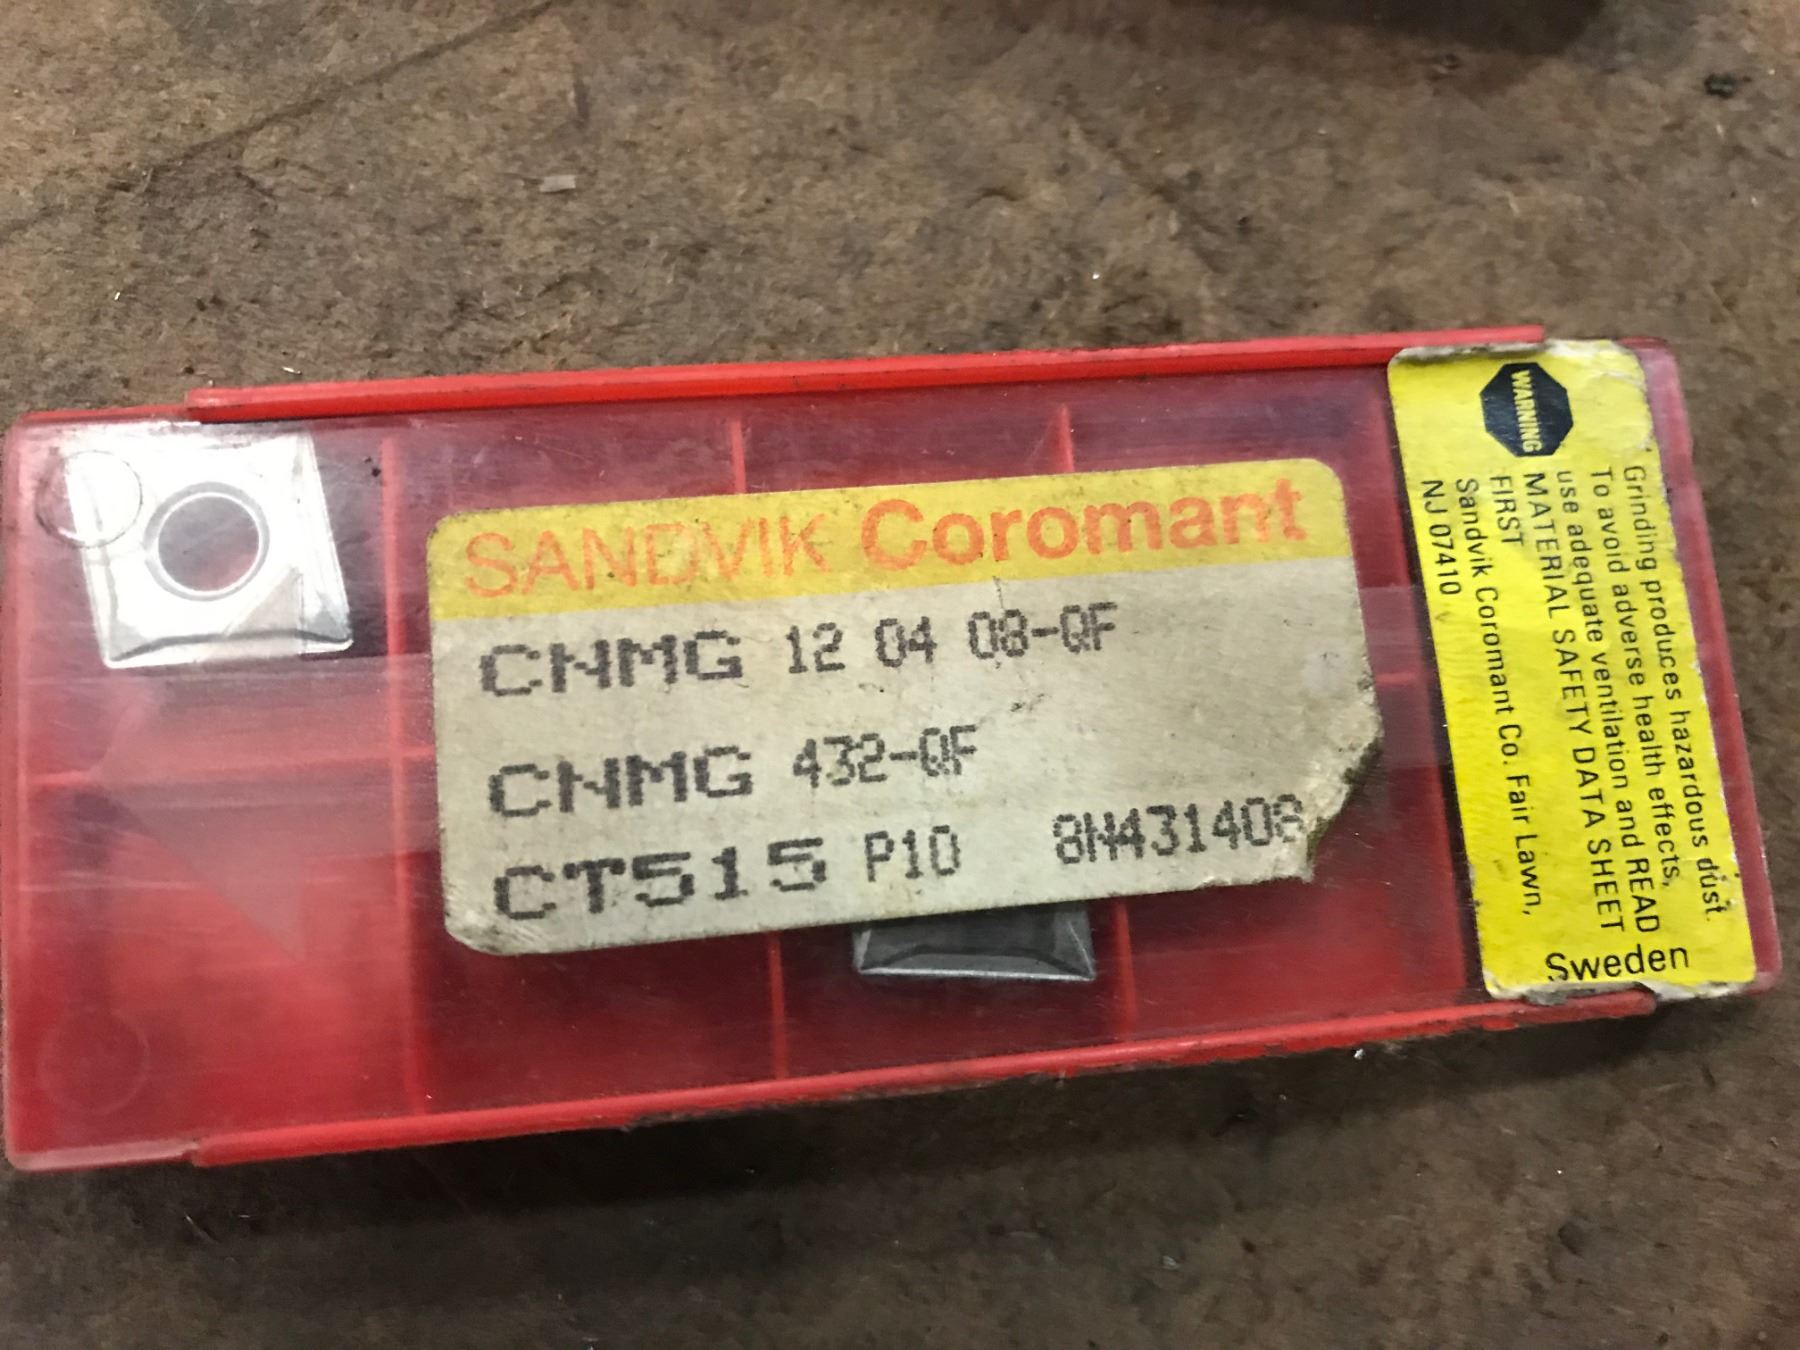 SANDVIK Coromant
CNMG 12 04 08-QF
CNMG 432-QF
CT515 P10 8N431408
WARNING
Grinding produces hazardous dust.
To avoid adverse health effects,
use adequate ventilation and READ
MATERIAL SAFETY DATA SHEET
FIRST
Sandvik Coromant Co. Fair Lawn,
NJ 07410
Sweden